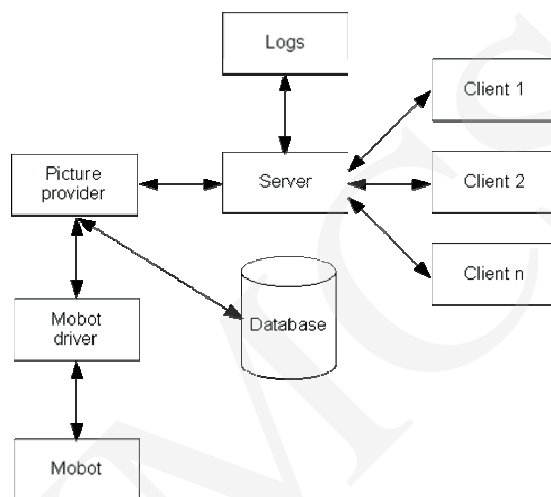 Logs
Client 1
Picture
provider
Server
Client 2
Client n
Mobot
driver
Database
Mobot